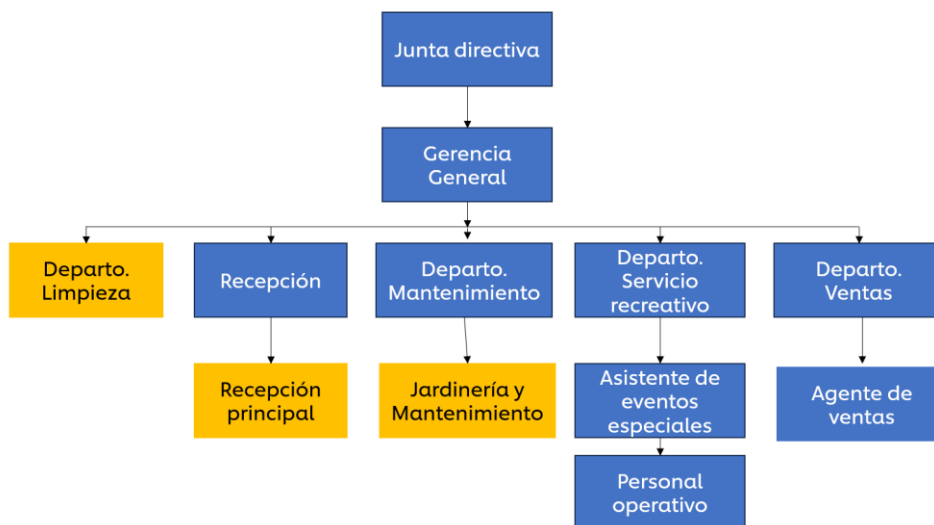 Junta directiva
Gerencia
General
Departo.
Limpieza
Recepción
Departo.
Mantenimiento
Departo.
Servicio
recreativo
Departo.
Ventas
Recepción
principal
Jardinería y
Mantenimiento
Asistente de
eventos
especiales
Agente de
ventas
Personal
operativo